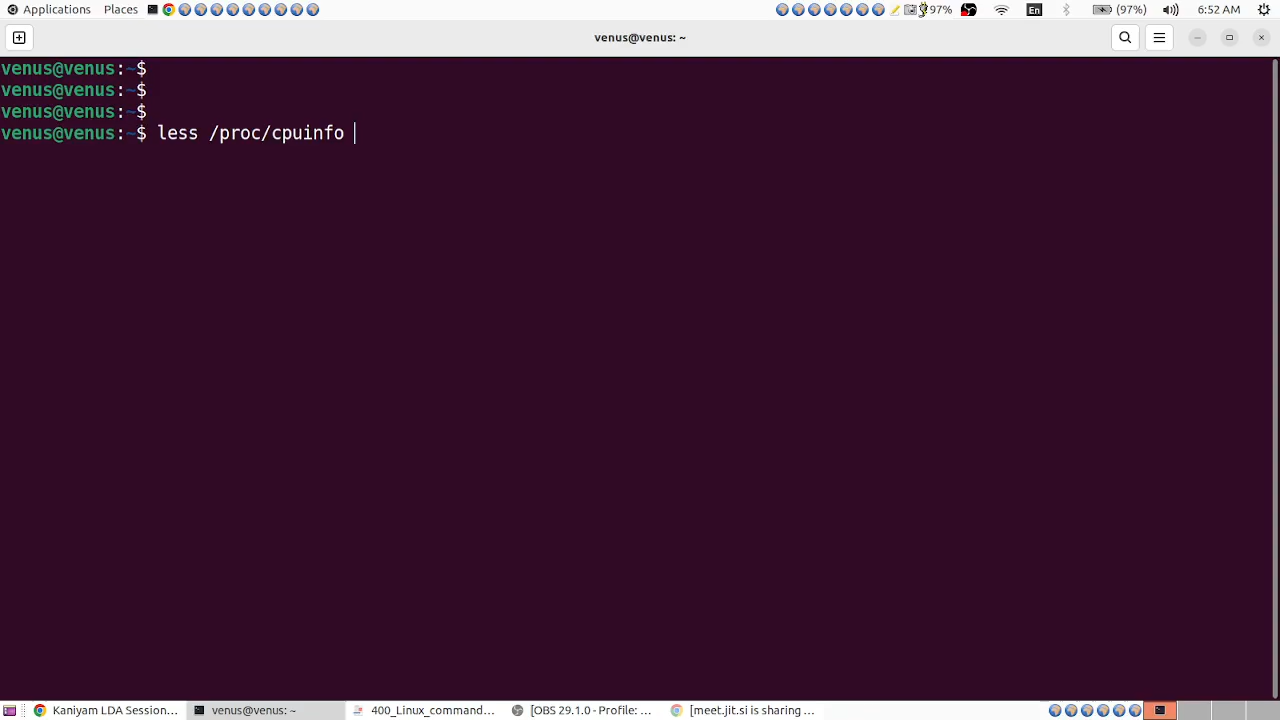 Applications Places 97% En (97%) 6:52 AM
venus@venus: ~
venus@venus:~$
venus@venus:~$
venus@venus:~$
venus@venus:~$ less /proc/cpuinfo
Kaniyam LDA Session... venus@venus: ~ 400_Linux_command... [OBS 29.1.0 - Profile: ... [meet.jit.si is sharing ...